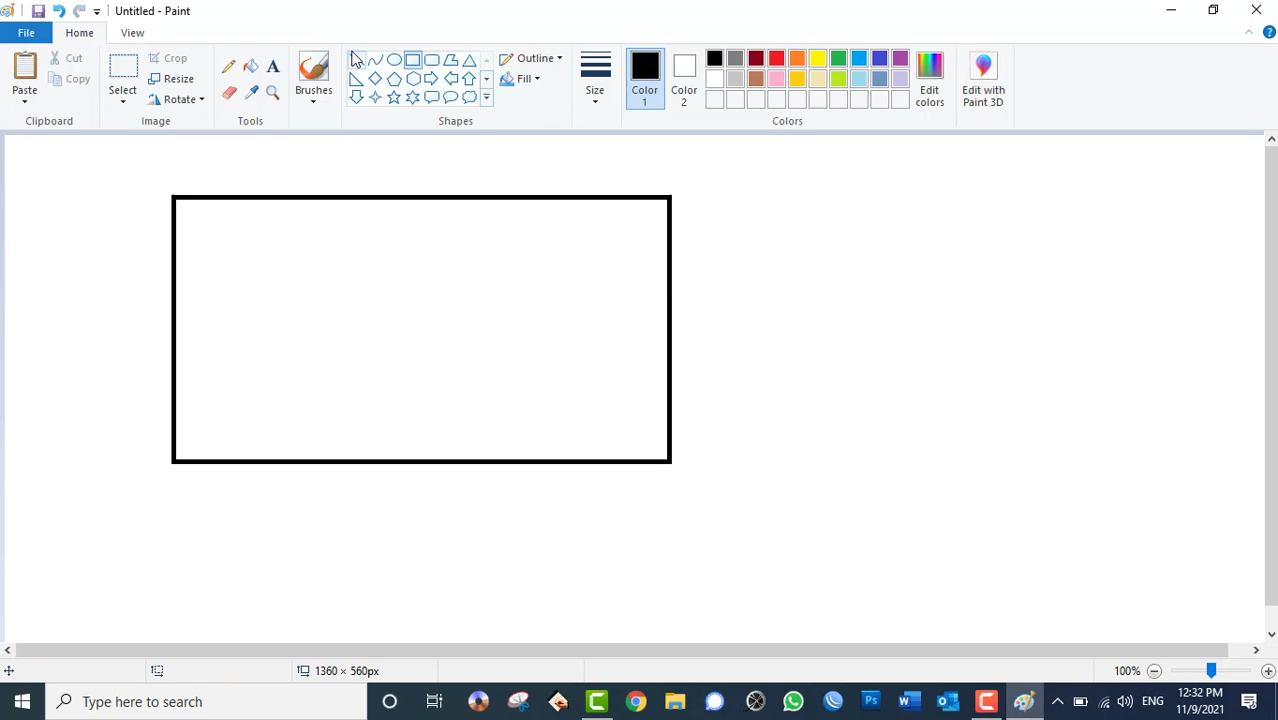 Untitled - Paint
File
Home
View
Paste
Cut
Copy
Clipboard
Select
Crop
Resize
Rotate
Image
A
Tools
Brushes
Shapes
Outline
Fill
Size
Color
1
Color
2
Edit
colors
Colors
Edit with
Paint 3D
?
1360 × 560px
100%
Type here to search
Ps
W
ENG
12:32 PM
11/9/2021